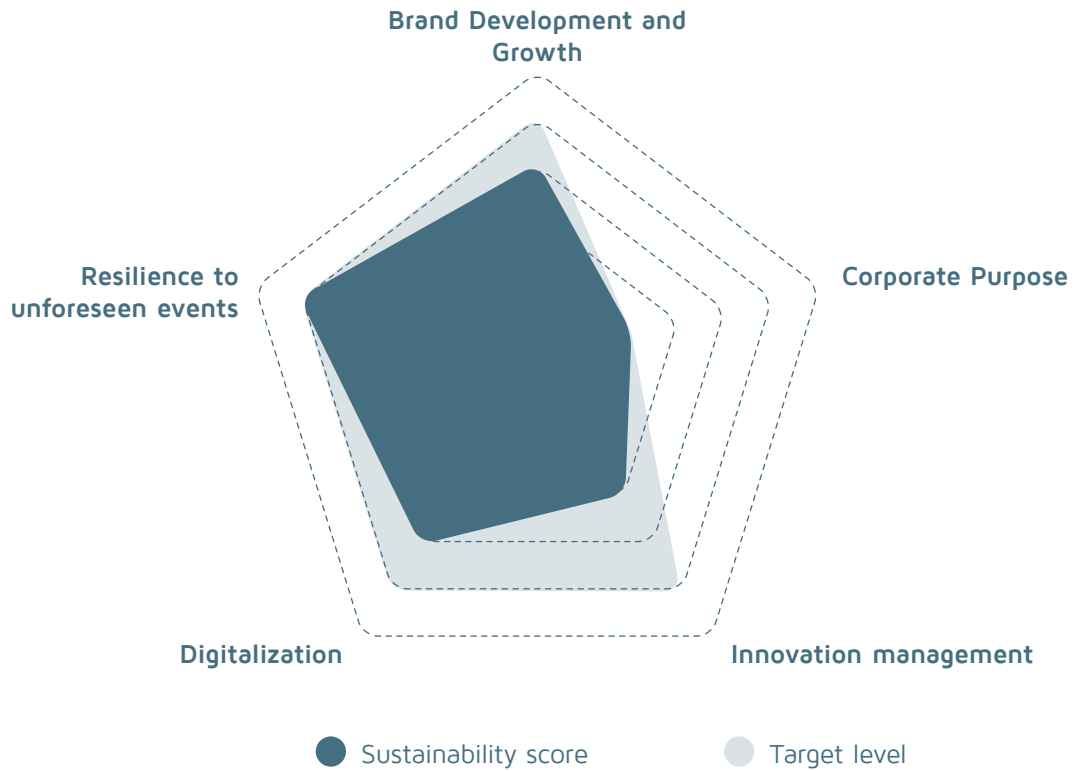 Brand Development and
Growth
Resilience to
unforeseen events
Corporate Purpose
Digitalization
Innovation management
Sustainability score
Target level